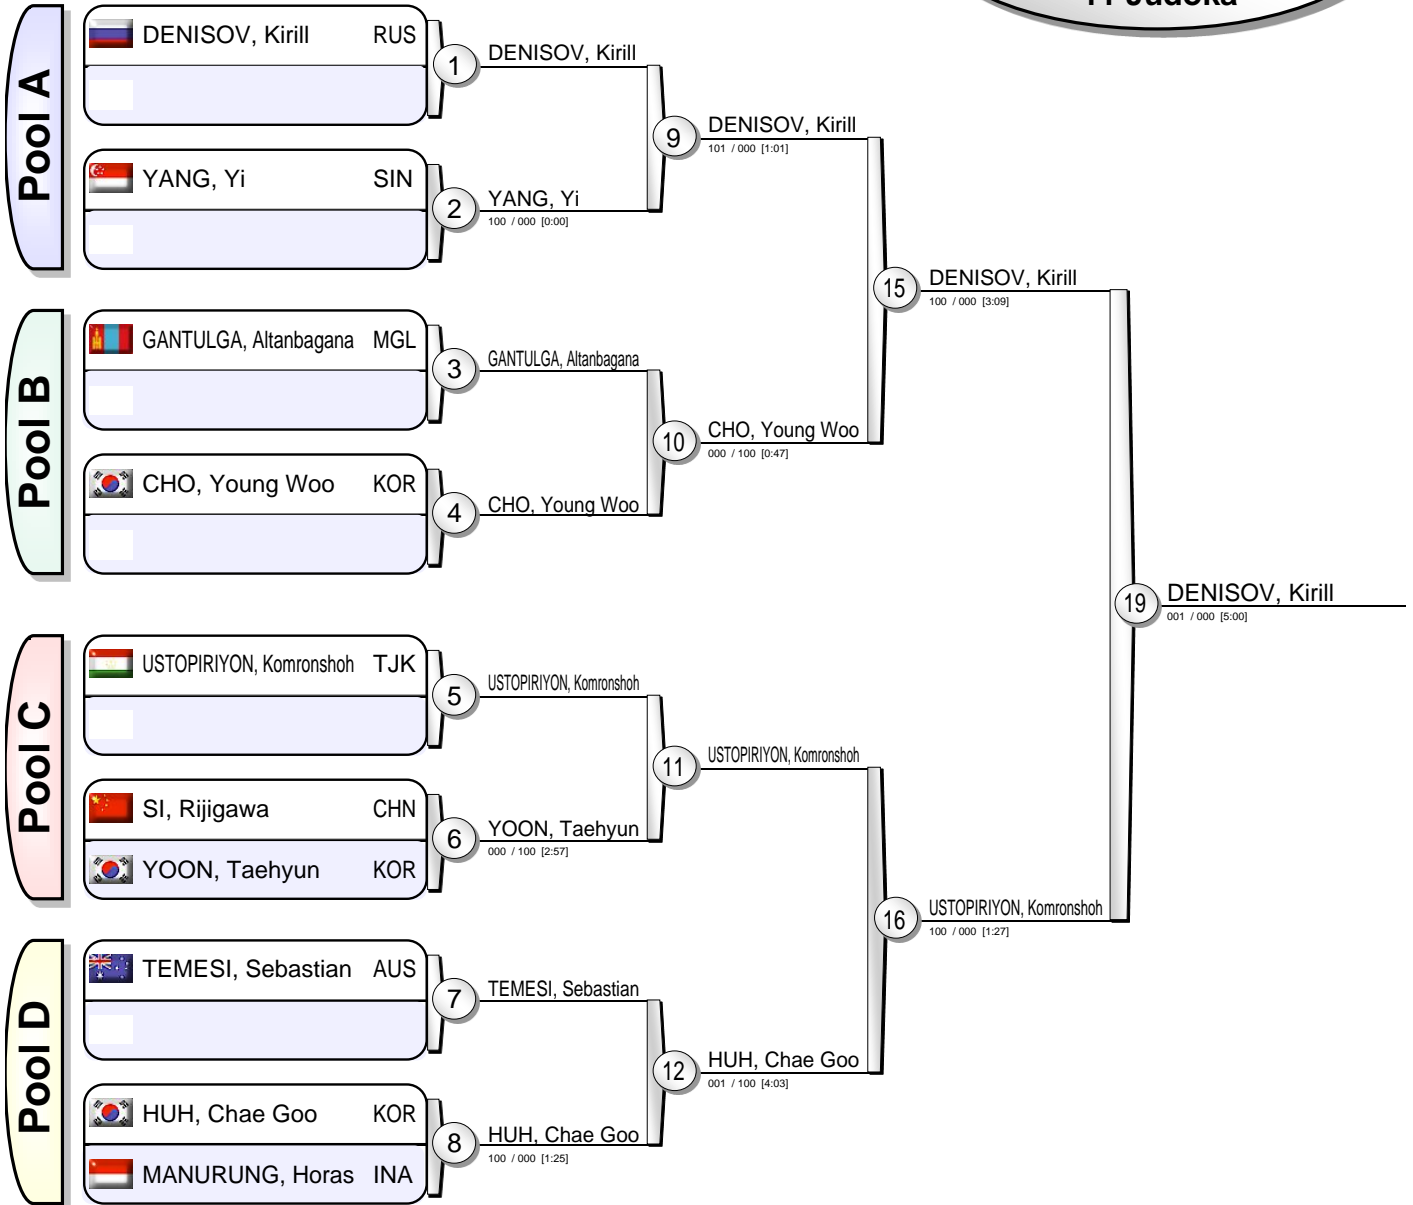 11 Judoka
Pool A
DENISOV, Kirill RUS
1
DENISOV, Kirill
YANG, Yi SIN
2
YANG, Yi
100 / 000 [0:00]
9
DENISOV, Kirill
101 / 000 [1:01]
Pool B
GANTULGA, Altanbagana MGL
3
GANTULGA, Altanbagana
CHO, Young Woo KOR
4
CHO, Young Woo
10
CHO, Young Woo
000 / 100 [0:47]
15
DENISOV, Kirill
100 / 000 [3:09]
Pool C
USTOPIRIYON, Komronshoh TJK
5
USTOPIRIYON, Komronshoh
SI, Rijigawa CHN
YOON, Taehyun KOR
6
YOON, Taehyun
000 / 100 [2:57]
11
USTOPIRIYON, Komronshoh
Pool D
TEMESI, Sebastian AUS
7
TEMESI, Sebastian
HUH, Chae Goo KOR
MANURUNG, Horas INA
8
HUH, Chae Goo
100 / 000 [1:25]
12
HUH, Chae Goo
001 / 100 [4:03]
16
USTOPIRIYON, Komronshoh
100 / 000 [1:27]
19
DENISOV, Kirill
001 / 000 [5:00]